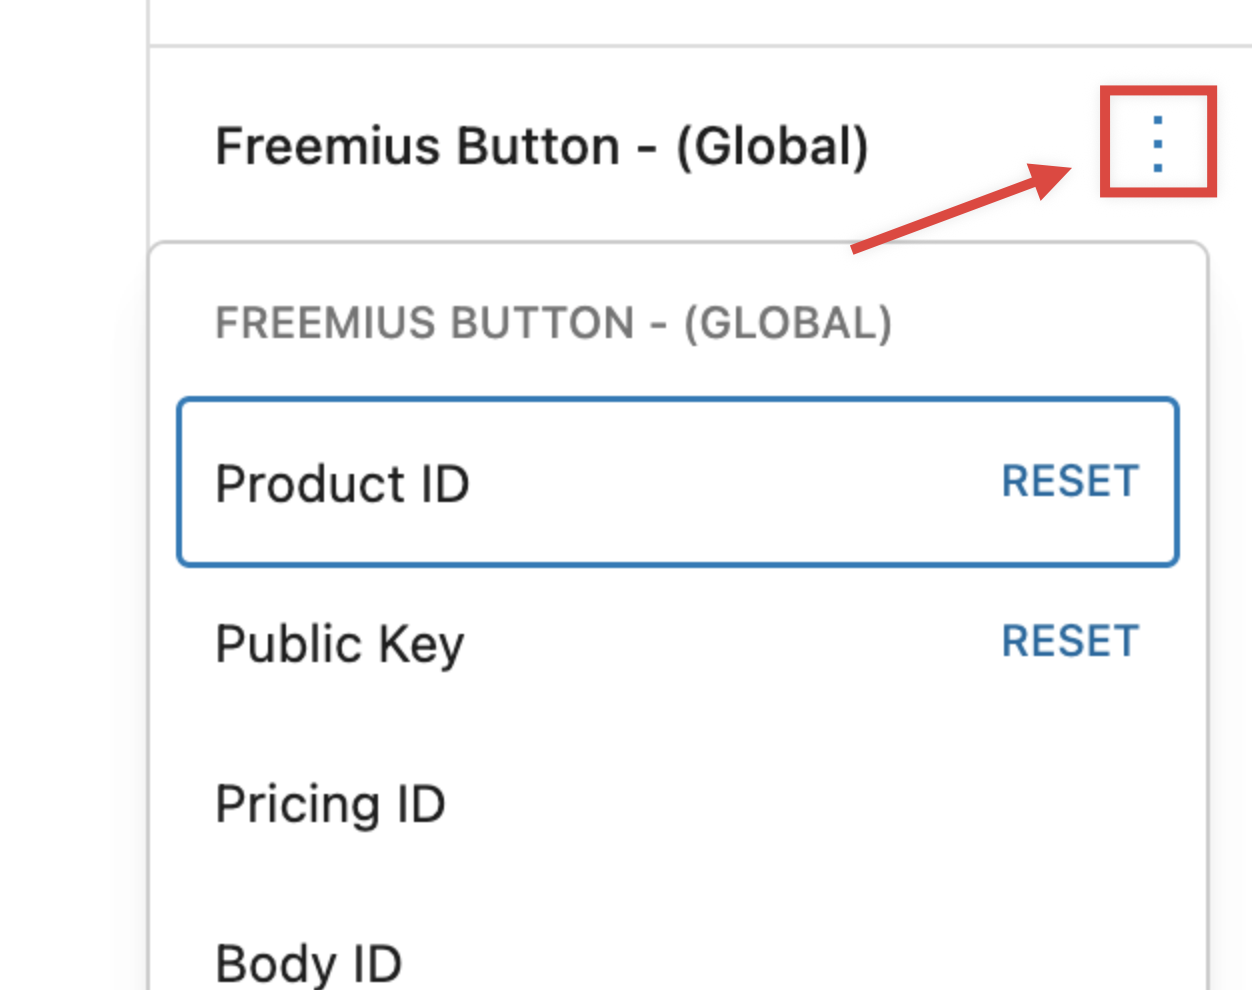 Freemius Button - (Global)
FREEMIUS BUTTON - (GLOBAL)
Product ID RESET
Public Key RESET
Pricing ID
Body ID